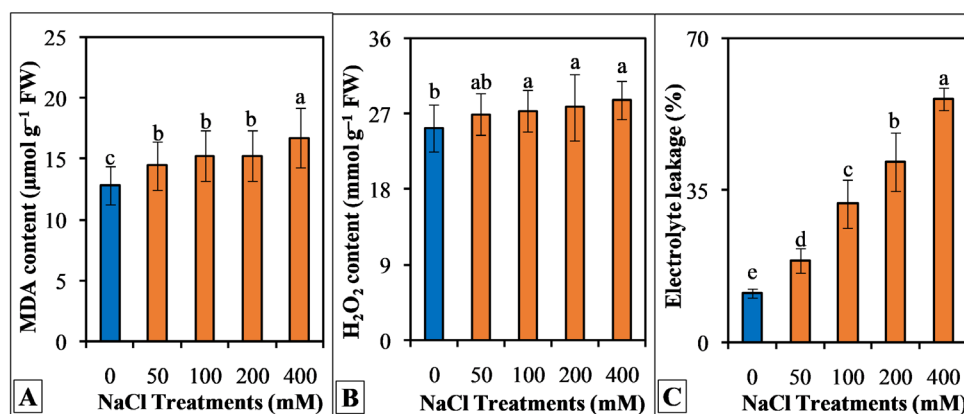 25
20
15
10
5
0
MDA content (µmol g⁻¹ FW)
c
b
b
b
a
0 50 100 200 400
NaCl Treatments (mM)
A
36
27
18
9
0
H₂O₂ content (mmol g⁻¹ FW)
b
ab
a
a
a
0 50 100 200 400
NaCl Treatments (mM)
B
70
35
0
Electrolyte leakage (%)
e
d
c
b
a
0 50 100 200 400
NaCl Treatments (mM)
C